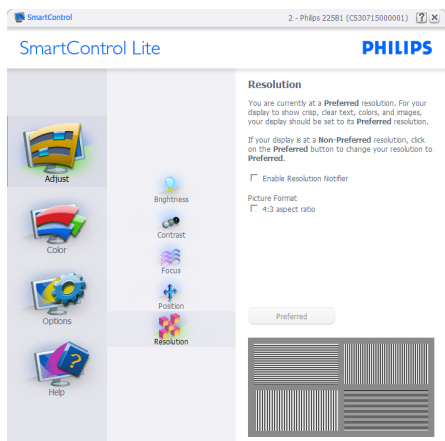 SmartControl
2 - Philips 225B1 (CS30715000001)
?
SmartControl Lite
PHILIPS
Adjust
Color
Options
?
Help
Brightness
Contrast
Focus
Position
Resolution
Resolution
You are currently at a Preferred resolution. For your
display to show crisp, clear text, colors, and images,
your display should be set to its Preferred resolution.
If your display is at a Non-Preferred resolution, click
on the Preferred button to change your resolution to
Preferred.
Enable Resolution Notifier
Picture Format
4:3 aspect ratio
Preferred